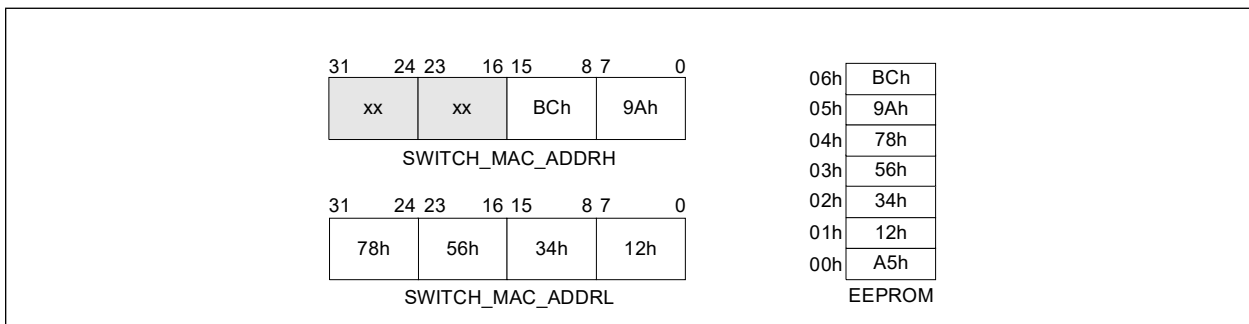 31 24 23 16 15 8 7 0
xx xx BCh 9Ah
SWITCH_MAC_ADDRH
31 24 23 16 15 8 7 0
78h 56h 34h 12h
SWITCH_MAC_ADDRL
06h BCh
05h 9Ah
04h 78h
03h 56h
02h 34h
01h 12h
00h A5h
EEPROM